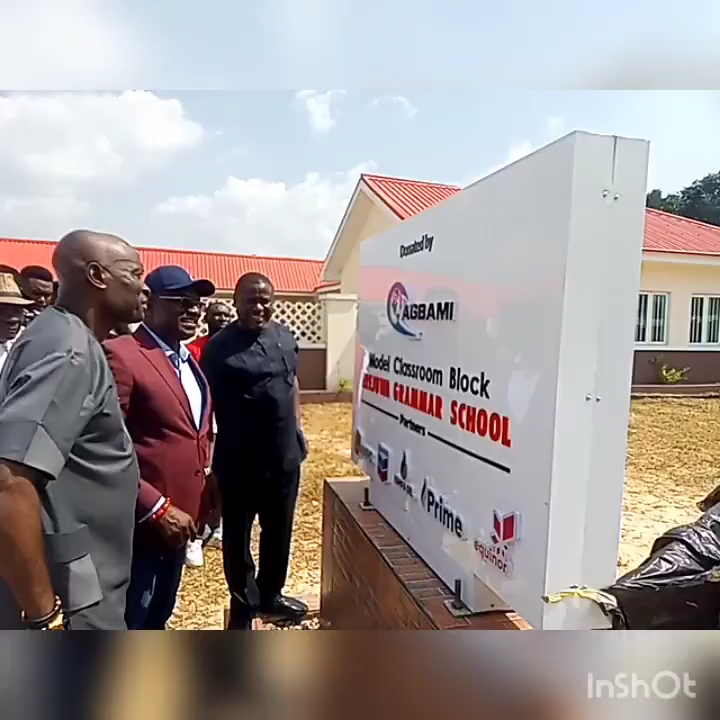 Donated by
AGBAMI
Model Classroom Block
GRAMMAR SCHOOL
Partners
Prime
equinor
InShOt